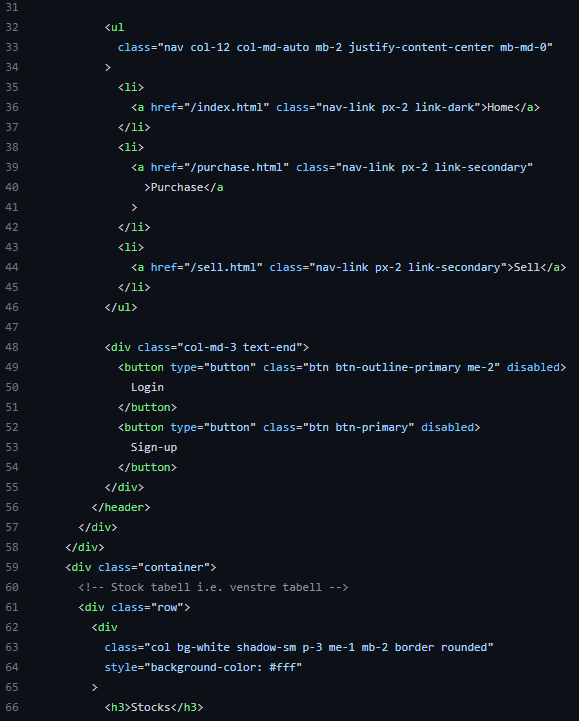 31
32 <ul
33 class="nav col-12 col-md-auto mb-2 justify-content-center mb-md-0"
34 >
35 <li>
36 <a href="/index.html" class="nav-link px-2 link-dark">Home</a>
37 </li>
38 <li>
39 <a href="/purchase.html" class="nav-link px-2 link-secondary"
40 >Purchase</a
41 >
42 </li>
43 <li>
44 <a href="/sell.html" class="nav-link px-2 link-secondary">Sell</a>
45 </li>
46 </ul>
47
48 <div class="col-md-3 text-end">
49 <button type="button" class="btn btn-outline-primary me-2" disabled>
50 Login
51 </button>
52 <button type="button" class="btn btn-primary" disabled>
53 Sign-up
54 </button>
55 </div>
56 </header>
57 </div>
58 </div>
59 <div class="container">
60 <!-- Stock tabell i.e. venstre tabell -->
61 <div class="row">
62 <div
63 class="col bg-white shadow-sm p-3 me-1 mb-2 border rounded"
64 style="background-color: #fff"
65 >
66 <h3>Stocks</h3>